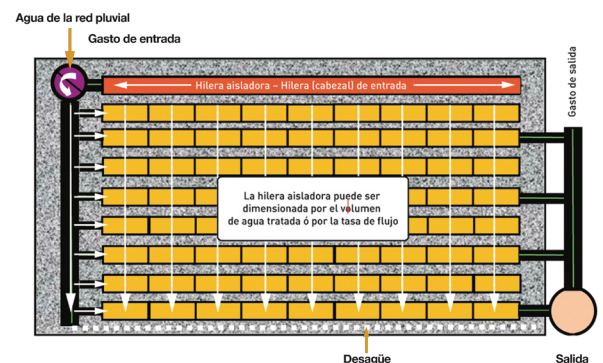 Agua de la red pluvial
Gasto de entrada
Hilera aisladora – Hilera (cabezal) de entrada
Gasto de salida
La hilera aisladora puede ser
dimensionada por el volumen
de agua tratada ó por la tasa de flujo
Desagüe
Salida